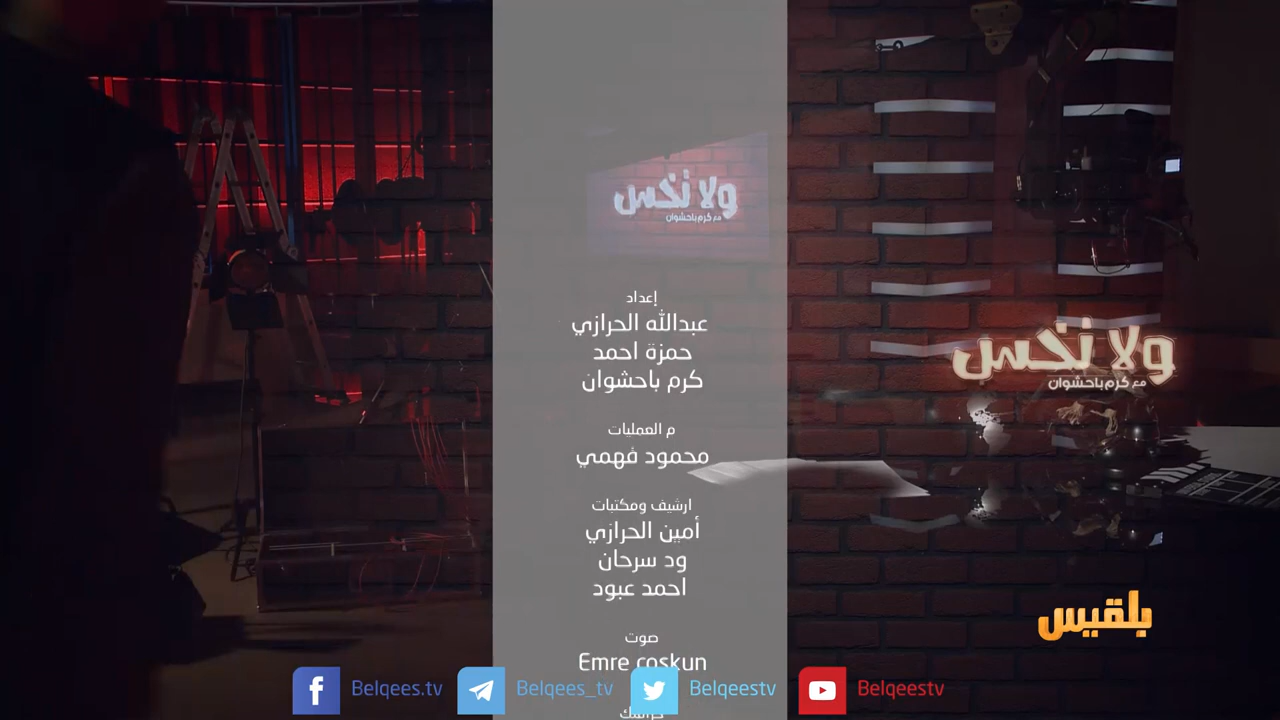 ولا نخس
مع كرم باحشوان
إعداد
عبدالله الحرازي
حمزة احمد
كرم باحشوان
م العمليات
محمود فهمي
ارشيف ومكتبات
أمين الحرازي
ود سرحان
احمد عبود
صوت
Emre coskun
ولا نخس
مع كرم باحشوان
بلقيس
Belqees.tv
Belqees_tv
Belqeestv
Belqeestv